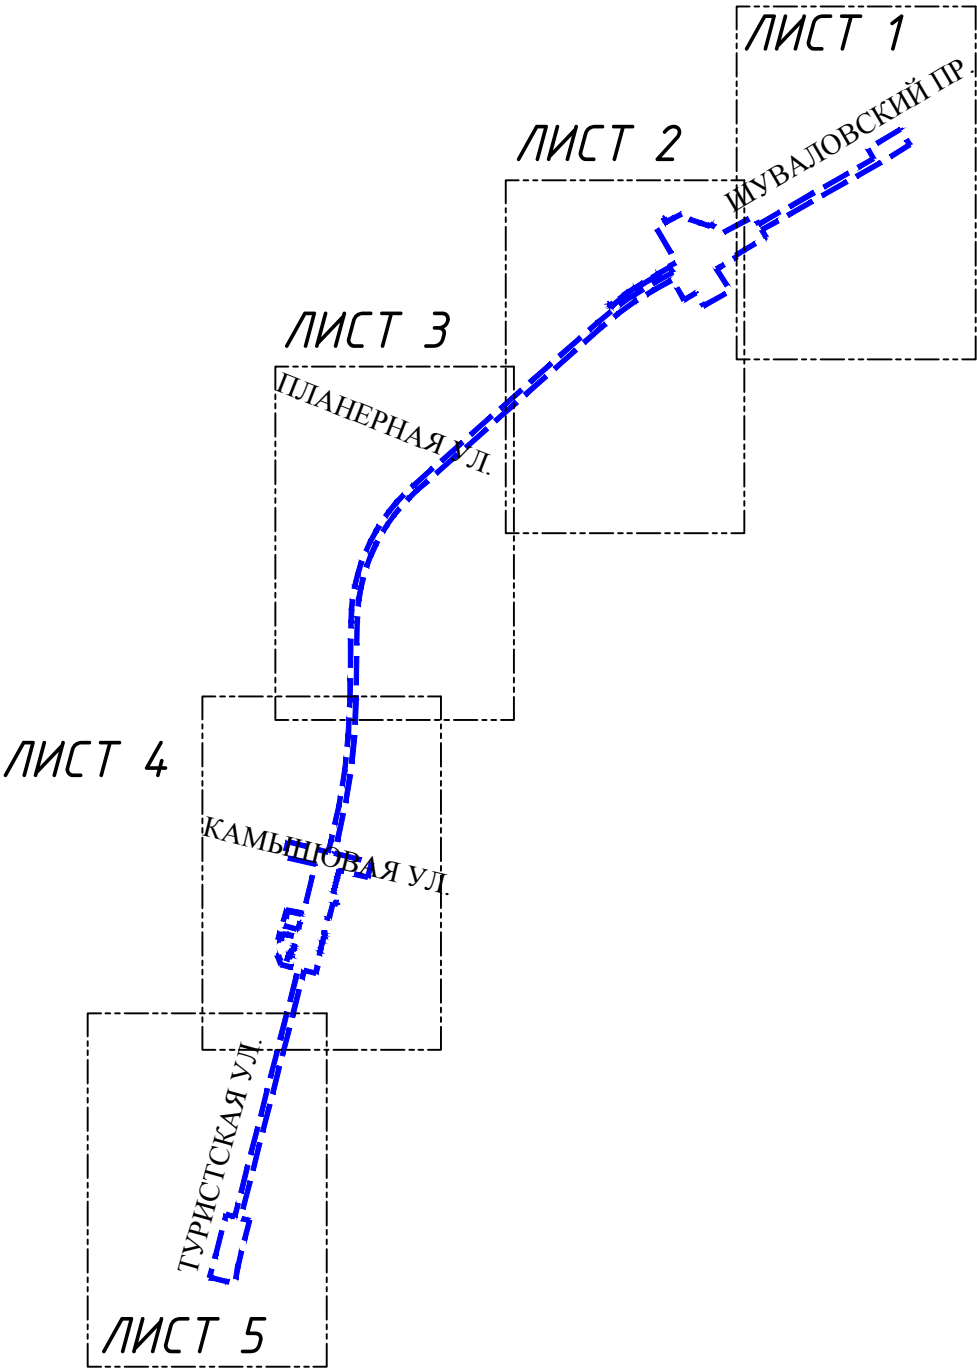 ЛИСТ 1
ШУВАЛОВСКИЙ ПР.
ЛИСТ 2
ЛИСТ 3
ПЛАНЕРНАЯ УЛ.
ЛИСТ 4
КАМЫШОВАЯ УЛ.
ТУРИСТСКАЯ УЛ.
ЛИСТ 5